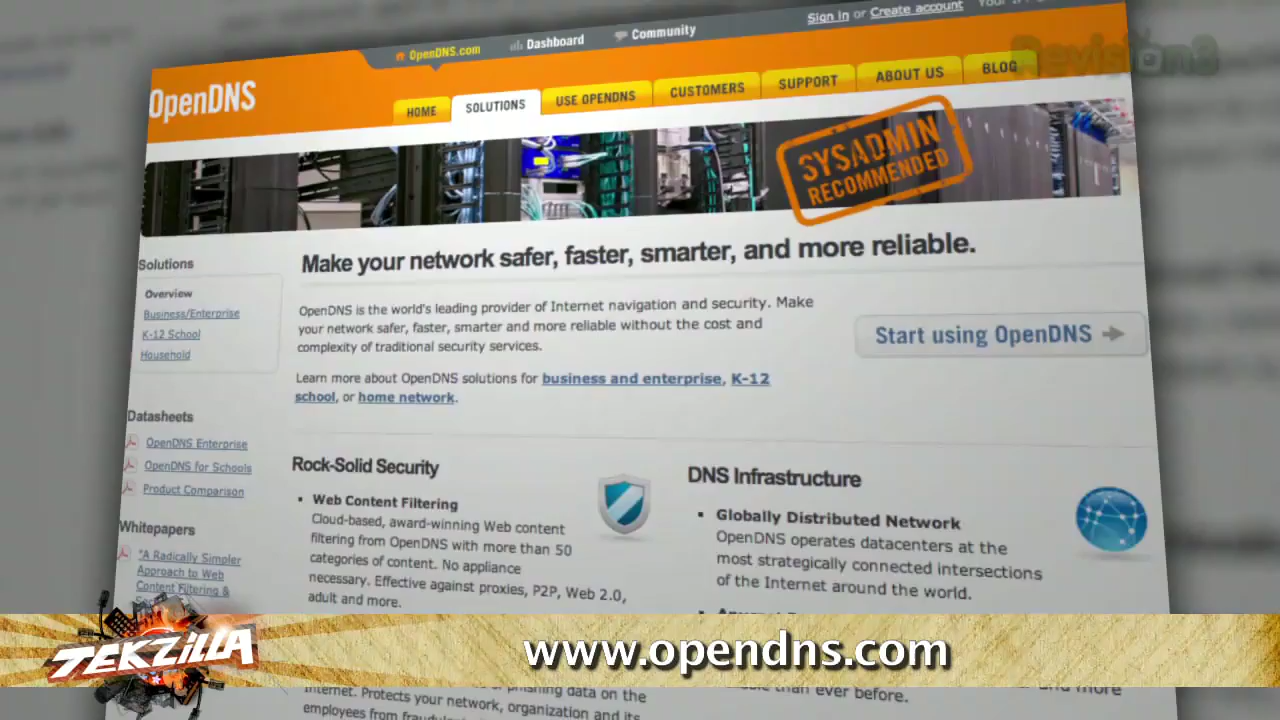 OpenDNS.com
Dashboard
Community
Sign in or Create account
Revision3
OpenDNS
HOME
SOLUTIONS
USE OPENDNS
CUSTOMERS
SUPPORT
ABOUT US
BLOG
SYSADMIN
RECOMMENDED
Solutions
Overview
Business/Enterprise
K-12 School
Household
Datasheets
OpenDNS Enterprise
OpenDNS for Schools
Product Comparison
Whitepapers
"A Radically Simpler
Approach to Web
Content Filtering &
Make your network safer, faster, smarter, and more reliable.
OpenDNS is the world's leading provider of Internet navigation and security. Make
your network safer, faster, smarter and more reliable without the cost and
complexity of traditional security services.
Learn more about OpenDNS solutions for business and enterprise, K-12
school, or home network.
Start using OpenDNS
Rock-Solid Security
Web Content Filtering
Cloud-based, award-winning Web content
filtering from OpenDNS with more than 50
categories of content. No appliance
necessary. Effective against proxies, P2P, Web 2.0,
adult and more.
phishing data on the
Internet. Protects your network, organization and its
employees from
DNS Infrastructure
Globally Distributed Network
OpenDNS operates datacenters at the
most strategically connected intersections
of the Internet around the world.
than ever before.
and more
TEKZILLA
www.opendns.com